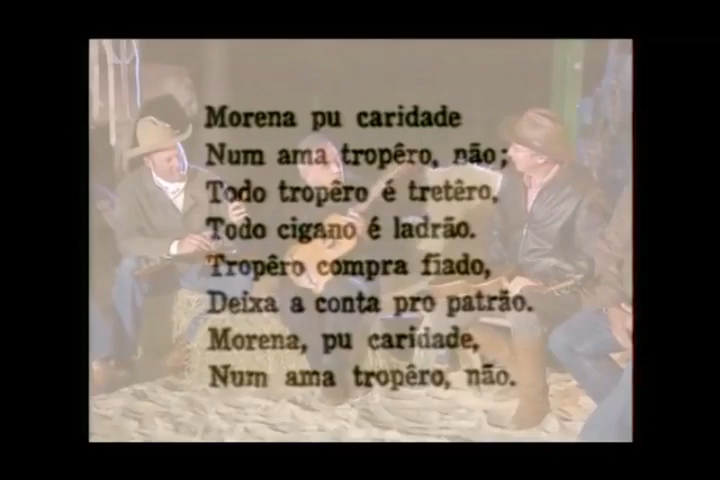 Morena pu caridade
Num ama tropêro, não;
Todo tropêro é tretêro,
Todo cigano é ladrão.
Tropêro compra fiado,
Deixa a conta pro patrão.
Morena, pu caridade,
Num ama tropêro, não.